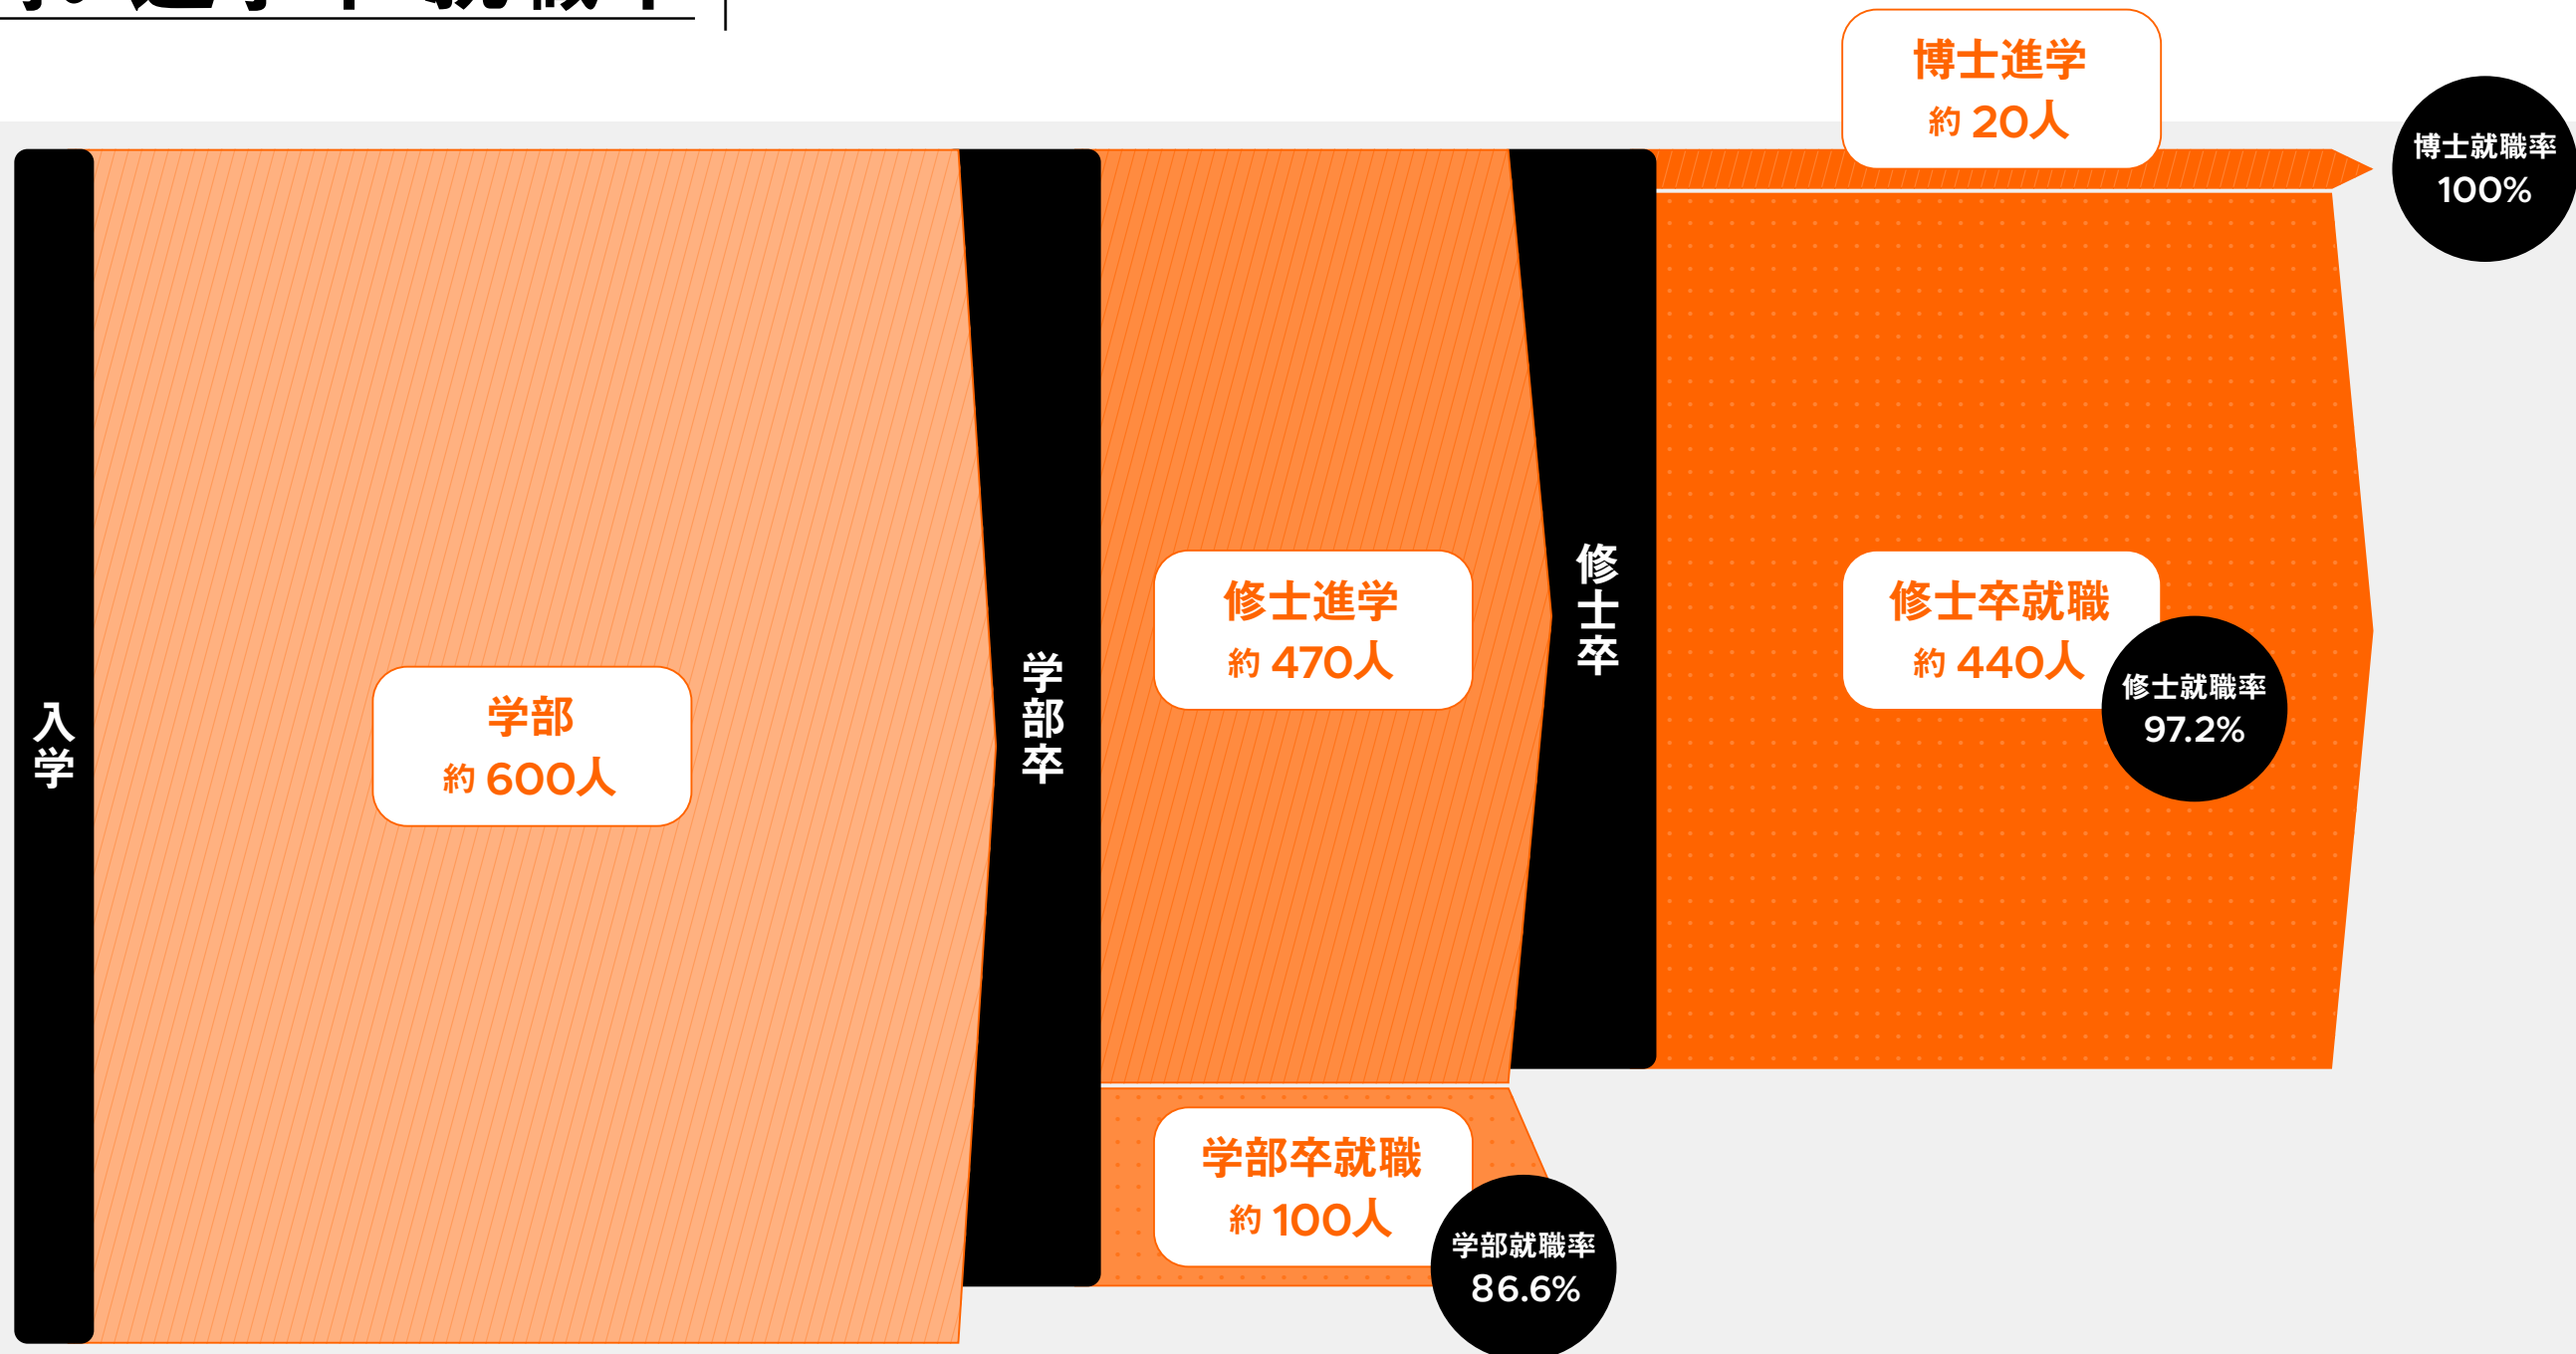 入学
学部
約 600人
学部卒
修士進学
約 470人
学部卒就職
約 100人
学部就職率
86.6%
修士卒
博士進学
約 20人
博士就職率
100%
修士卒就職
約 440人
修士就職率
97.2%